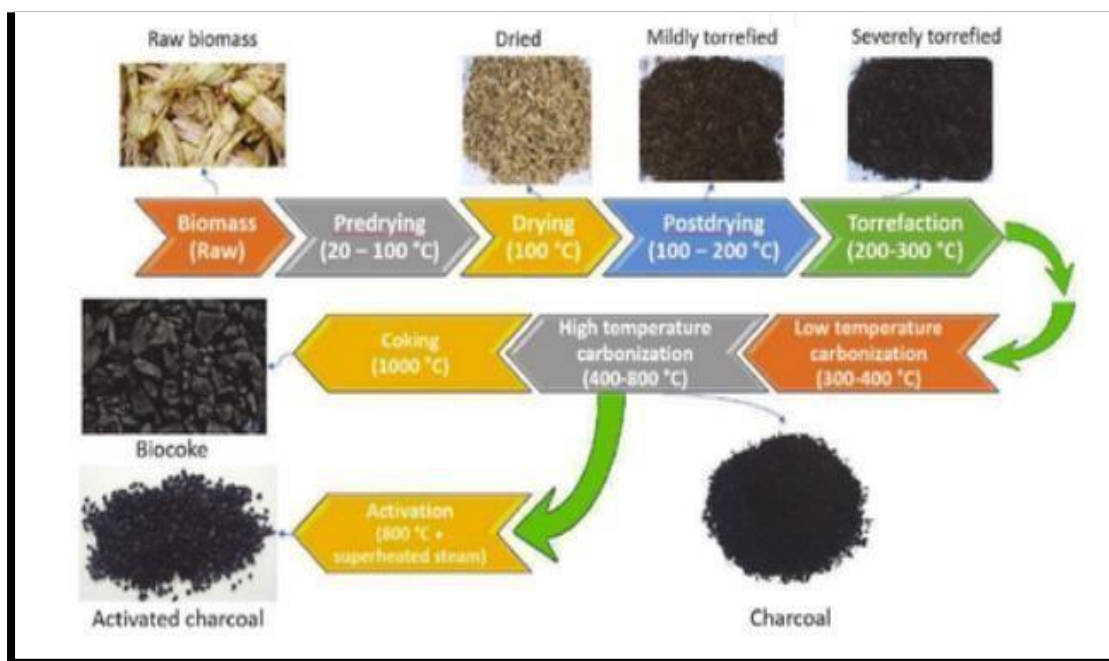 Raw biomass
Dried
Mildly torrefied
Severely torrefied
Biomass
(Raw)
Predrying
(20 – 100 °C)
Drying
(100 °C)
Postdrying
(100 – 200 °C)
Torrefaction
(200-300 °C)
Coking
(1000 °C)
High temperature
carbonization
(400-800 °C)
Low temperature
carbonization
(300-400 °C)
Biocoke
Activation
(800 °C +
superheated steam)
Activated charcoal
Charcoal